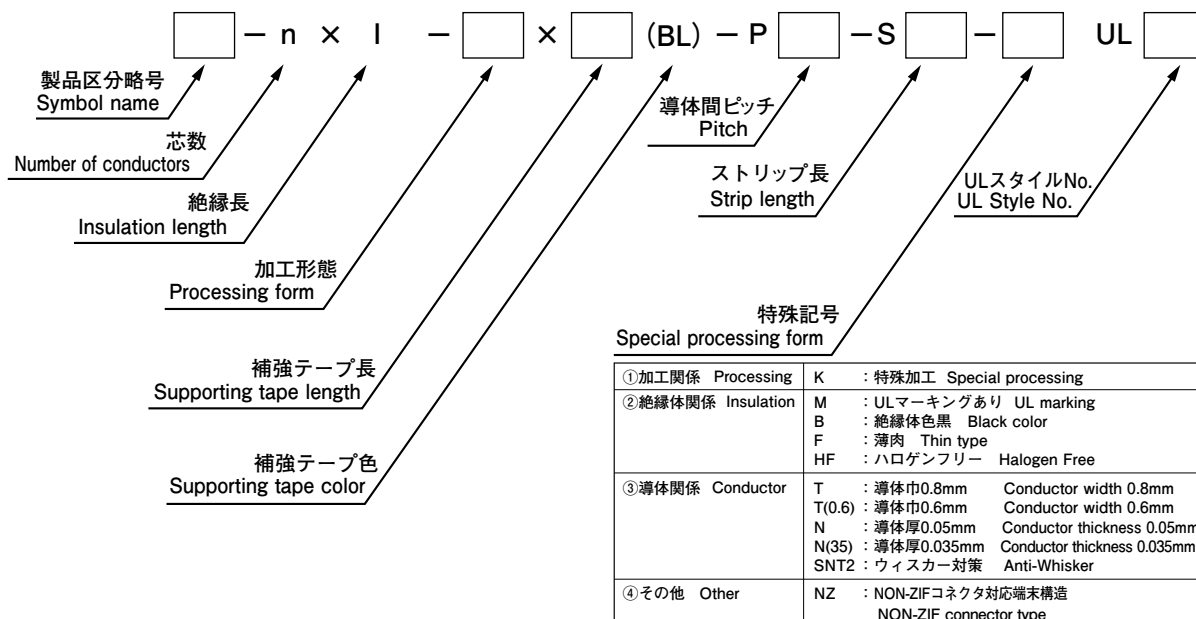 − n × l − × (BL) − P −S − UL
製品区分略号
Symbol name
芯数
Number of conductors
絶縁長
Insulation length
加工形態
Processing form
補強テープ長
Supporting tape length
補強テープ色
Supporting tape color
導体間ピッチ
Pitch
ストリップ長
Strip length
ULスタイルNo.
UL Style No.
特殊記号
Special processing form
①加工関係 Processing K :特殊加工 Special processing
②絶縁体関係 Insulation M :ULマーキングあり UL marking
B :絶縁体色黒 Black color
F :薄肉 Thin type
HF :ハロゲンフリー Halogen Free
③導体関係 Conductor T :導体巾0.8mm Conductor width 0.8mm
T(0.6) :導体巾0.6mm Conductor width 0.6mm
N :導体厚0.05mm Conductor thickness 0.05mm
N(35) :導体厚0.035mm Conductor thickness 0.035mm
SNT2 :ウィスカー対策 Anti-Whisker
④その他 Other NZ :NON-ZIFコネクタ対応端末構造
NON-ZIF connector type